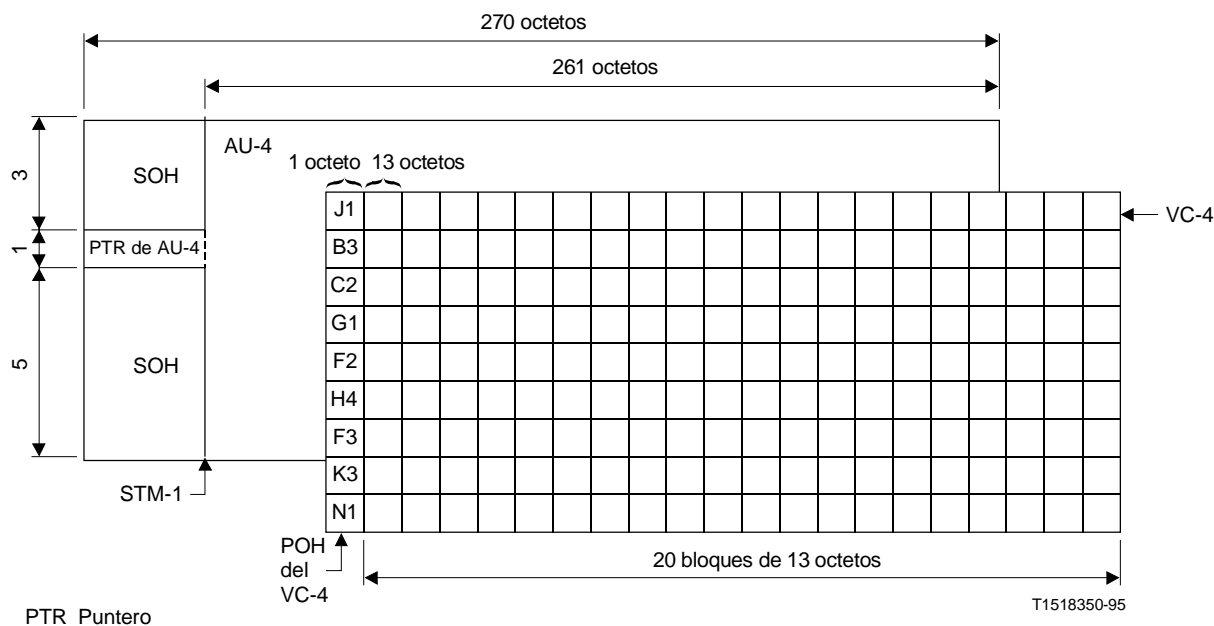 270 octetos
261 octetos
AU-4
1 octeto 13 octetos
3
SOH
J1
VC-4
1
PTR de AU-4
B3
C2
G1
5
SOH
F2
H4
F3
K3
STM-1
N1
POH
del
VC-4
20 bloques de 13 octetos
T1518350-95
PTR Puntero